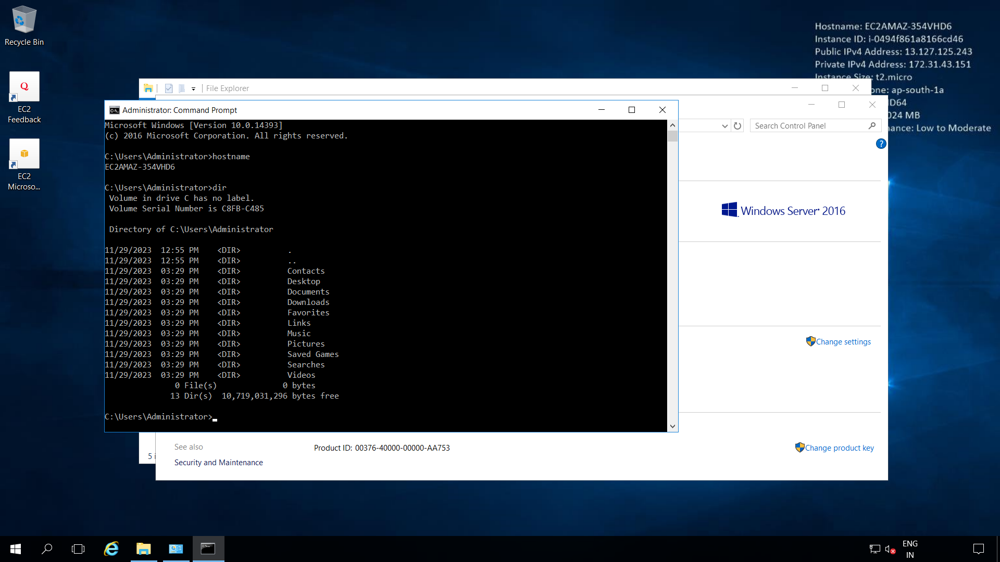 Recycle Bin
EC2
Feedback
EC2
Microso...
Hostname: EC2AMAZ-354VHD6
Instance ID: i-0494f861a8166cd46
Public IPv4 Address: 13.127.125.243
Private IPv4 Address: 172.31.43.151
Instance Size: t2.micro
one: ap-south-1a
D64
024 MB
nance: Low to Moderate
File Explorer
Search Control Panel
?
Administrator: Command Prompt
Microsoft Windows [Version 10.0.14393]
(c) 2016 Microsoft Corporation. All rights reserved.
C:\Users\Administrator>hostname
EC2AMAZ-354VHD6
C:\Users\Administrator>dir
Volume in drive C has no label.
Volume Serial Number is C8FB-C485
Directory of C:\Users\Administrator
11/29/2023  12:55 PM    <DIR>          .
11/29/2023  12:55 PM    <DIR>          ..
11/29/2023  03:29 PM    <DIR>          Contacts
11/29/2023  03:29 PM    <DIR>          Desktop
11/29/2023  03:29 PM    <DIR>          Documents
11/29/2023  03:29 PM    <DIR>          Downloads
11/29/2023  03:29 PM    <DIR>          Favorites
11/29/2023  03:29 PM    <DIR>          Links
11/29/2023  03:29 PM    <DIR>          Music
11/29/2023  03:29 PM    <DIR>          Pictures
11/29/2023  03:29 PM    <DIR>          Saved Games
11/29/2023  03:29 PM    <DIR>          Searches
11/29/2023  03:29 PM    <DIR>          Videos
0 File(s)              0 bytes
13 Dir(s)  10,719,031,296 bytes free
C:\Users\Administrator>
Windows Server 2016
Change settings
See also
Security and Maintenance
Product ID: 00376-40000-00000-AA753
Change product key
5 i
ENG
IN